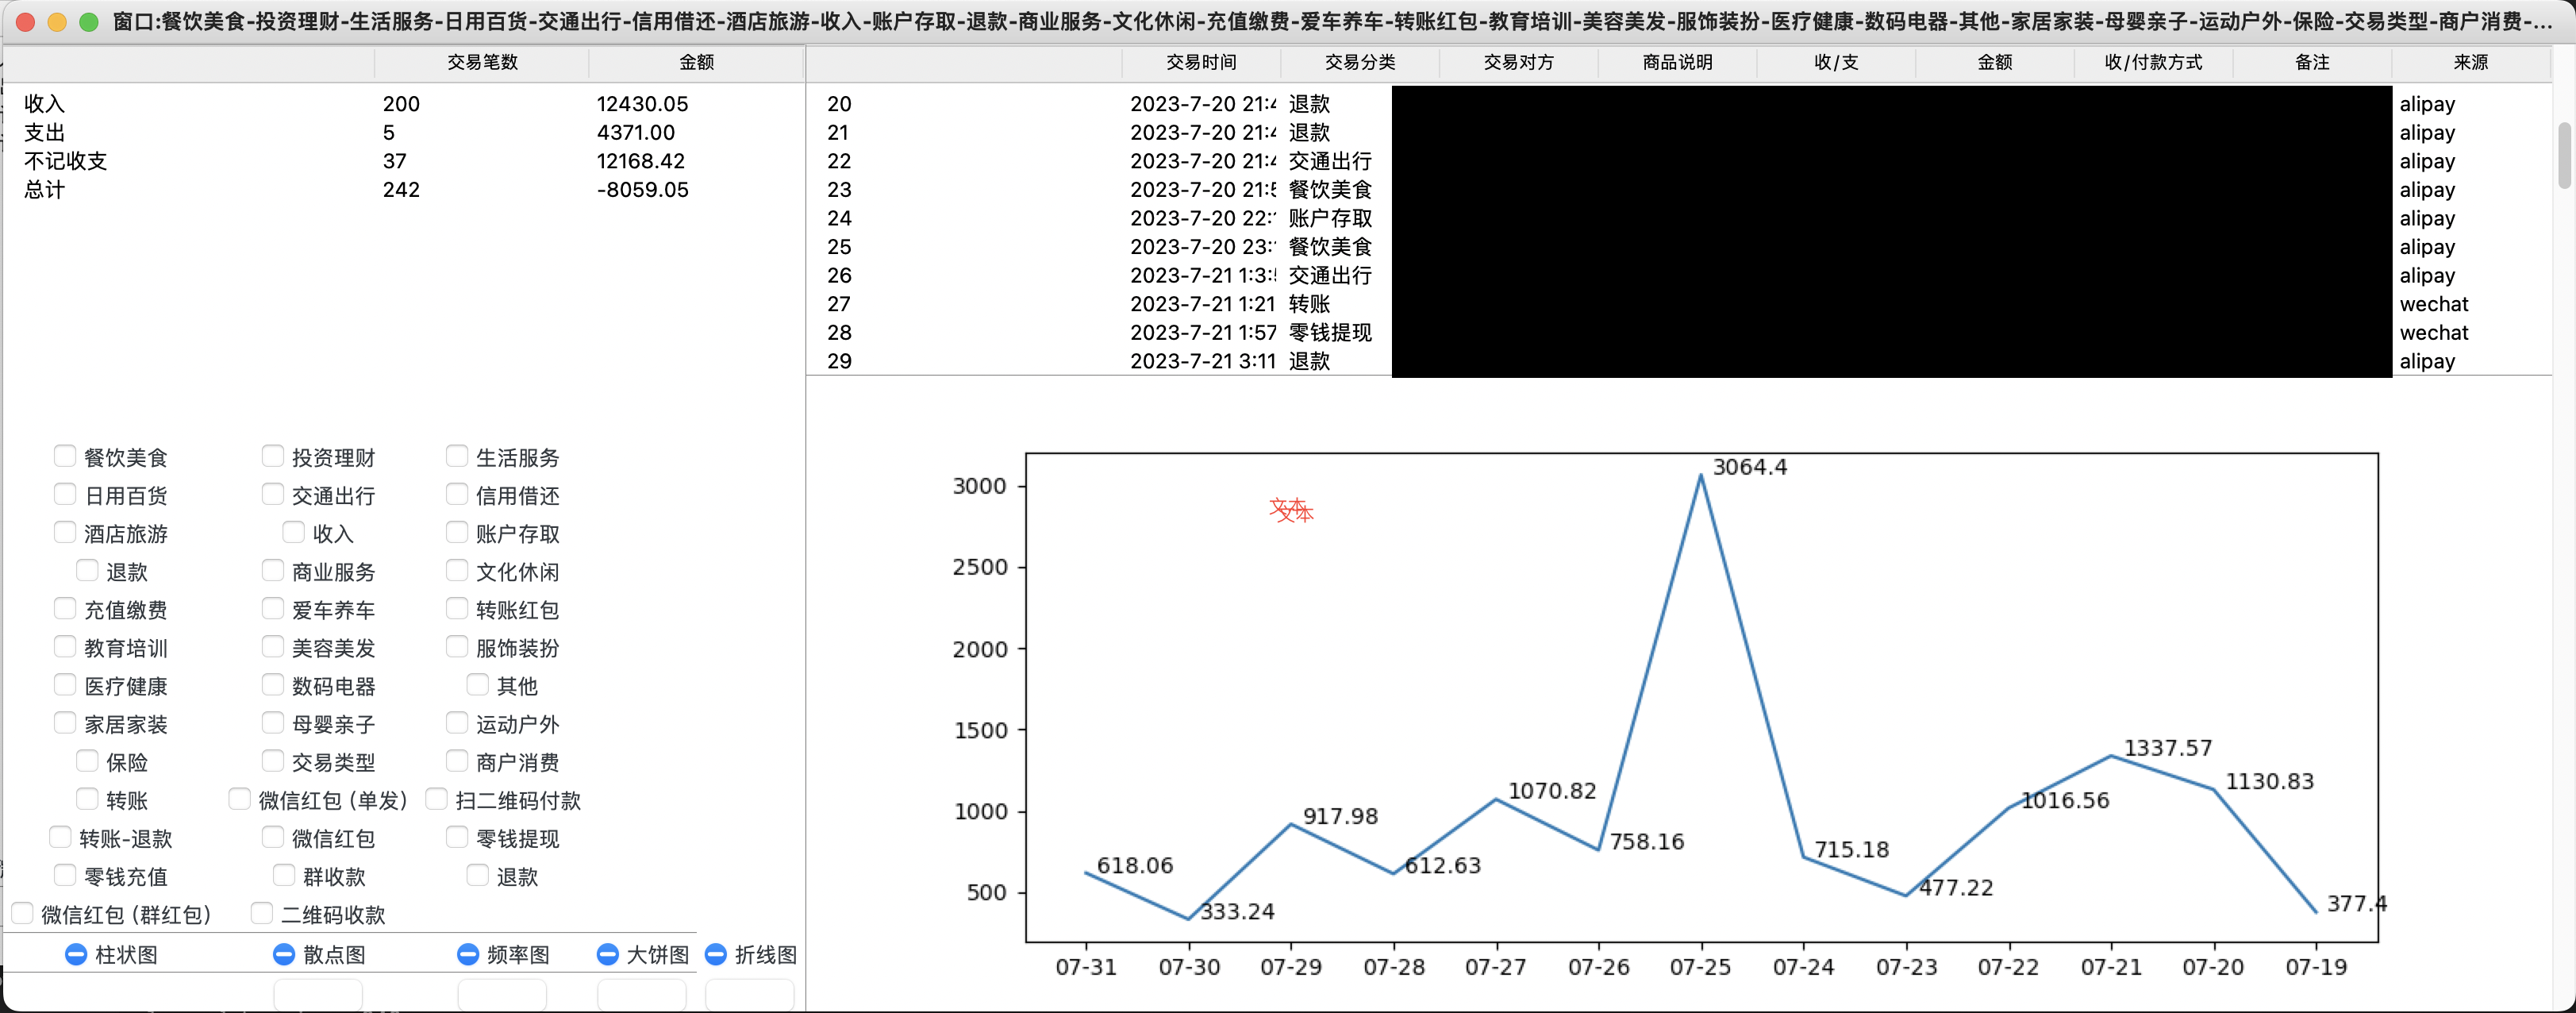 窗口:餐饮美食-投资理财-生活服务-日用百货-交通出行-信用借还-酒店旅游-收入-账户存取-退款-商业服务-文化休闲-充值缴费-爱车养车-转账红包-教育培训-美容美发-服饰装扮-医疗健康-数码电器-其他-家居家装-母婴亲子-运动户外-保险-交易类型-商户消费-...
交易笔数 金额
收入 200 12430.05
支出 5 4371.00
不记收支 37 12168.42
总计 242 -8059.05
交易时间 交易分类 交易对方 商品说明 收/支 金额 收/付款方式 备注 来源
20 2023-7-20 21:4 退款 alipay
21 2023-7-20 21:4 退款 alipay
22 2023-7-20 21:4 交通出行 alipay
23 2023-7-20 21:5 餐饮美食 alipay
24 2023-7-20 22: 账户存取 alipay
25 2023-7-20 23: 餐饮美食 alipay
26 2023-7-21 1:3: 交通出行 alipay
27 2023-7-21 1:21 转账 wechat
28 2023-7-21 1:57 零钱提现 wechat
29 2023-7-21 3:11 退款 alipay
餐饮美食 投资理财 生活服务
日用百货 交通出行 信用借还
酒店旅游 收入 账户存取
退款 商业服务 文化休闲
充值缴费 爱车养车 转账红包
教育培训 美容美发 服饰装扮
医疗健康 数码电器 其他
家居家装 母婴亲子 运动户外
保险 交易类型 商户消费
转账 微信红包(单发) 扫二维码付款
转账-退款 微信红包 零钱提现
零钱充值 群收款 退款
微信红包(群红包) 二维码收款
柱状图 散点图 频率图 大饼图 折线图
3000
2500
2000
1500
1000
500
文本
文本
618.06
333.24
917.98
612.63
1070.82
758.16
3064.4
715.18
477.22
1016.56
1337.57
1130.83
377.4
07-31 07-30 07-29 07-28 07-27 07-26 07-25 07-24 07-23 07-22 07-21 07-20 07-19